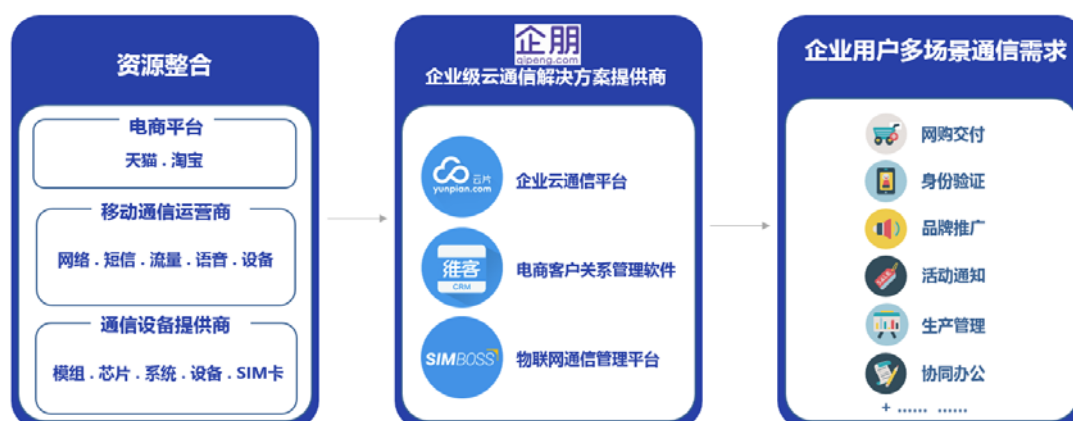 资源整合
电商平台
天猫 . 淘宝
移动通信运营商
网络 . 短信 . 流量 . 语音 . 设备
通信设备提供商
模组 . 芯片 . 系统 . 设备 . SIM卡
企朋
qipeng.com
企业级云通信解决方案提供商
云片
yunpian.com
企业云通信平台
维客
CRM
电商客户关系管理软件
SIMBOSS
物联网通信管理平台
企业用户多场景通信需求
网购交付
身份验证
品牌推广
SALE
活动通知
生产管理
协同办公
+ ...... ......